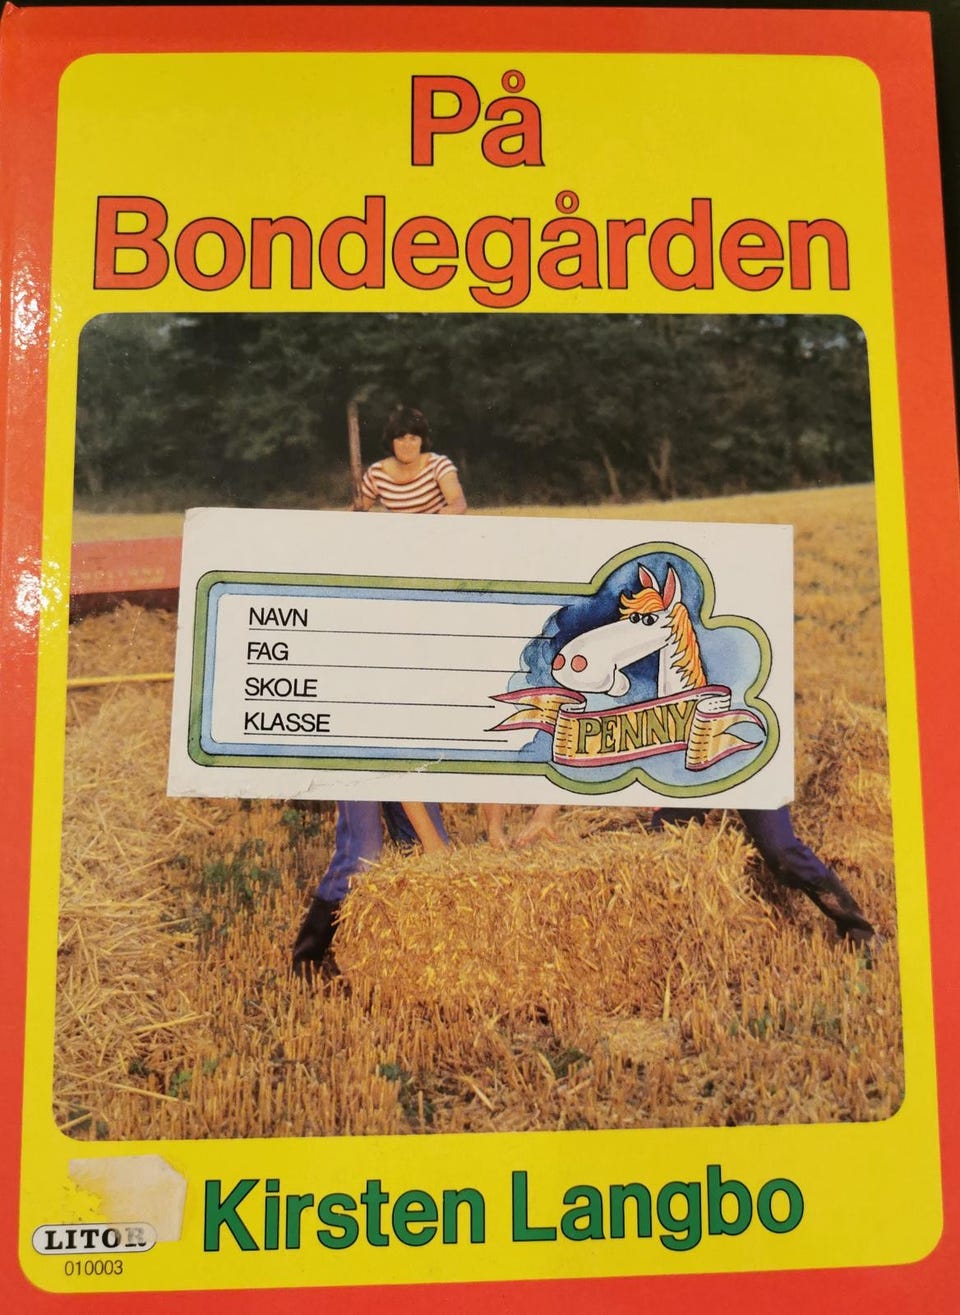 På
Bondegården
NAVN
FAG
SKOLE
KLASSE
PENNY
Kirsten Langbo
LITOR
010003